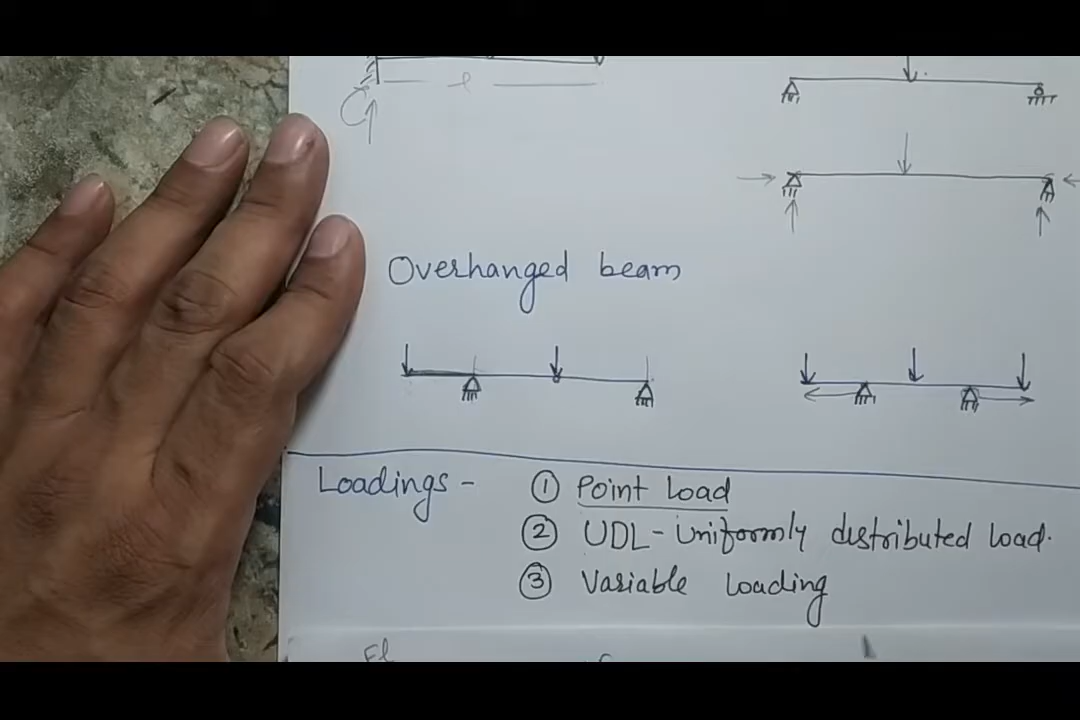 l
Overhanged beam
Loadings - ① Point Load
② UDL - Uniformly distributed load.
③ Variable loading